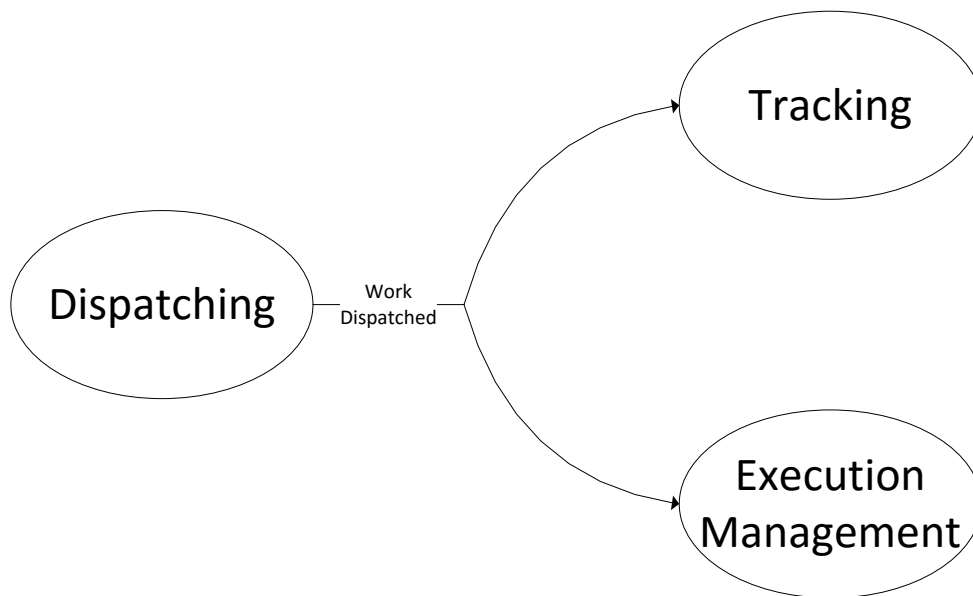 Tracking
Dispatching
Work
Dispatched
Execution
Management